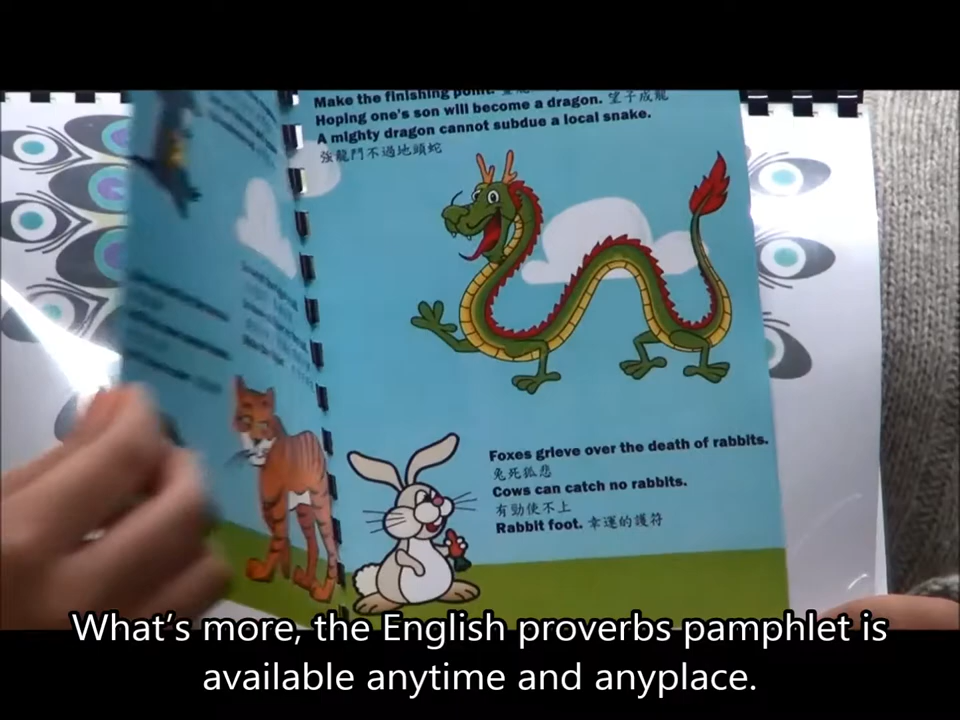 Make the finishing point.
Hoping one's son will become a dragon. 望子成龍
A mighty dragon cannot subdue a local snake.
強龍鬥不過地頭蛇
Foxes grieve over the death of rabbits.
兔死狐悲
Cows can catch no rabbits.
有勁使不上
Rabbit foot. 幸運的護符
What's more, the English proverbs pamphlet is
available anytime and anyplace.